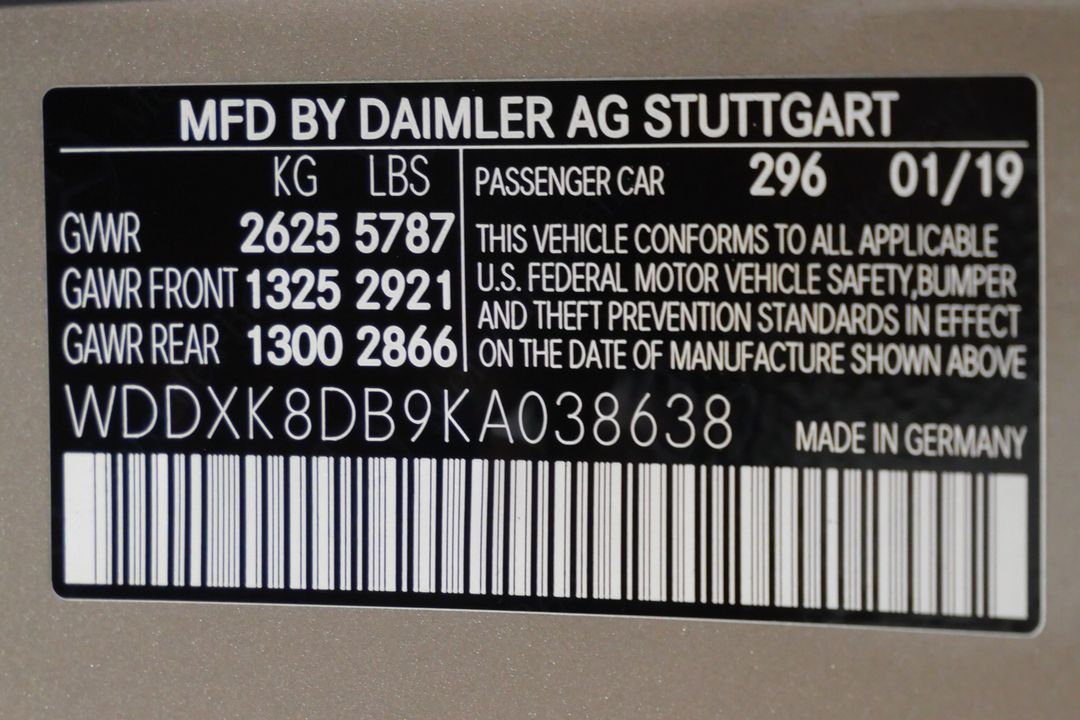 MFD BY DAIMLER AG STUTTGART
KG LBS
GVWR 2625 5787
GAWR FRONT 1325 2921
GAWR REAR 1300 2866
PASSENGER CAR 296 01/19
THIS VEHICLE CONFORMS TO ALL APPLICABLE
U.S. FEDERAL MOTOR VEHICLE SAFETY,BUMPER
AND THEFT PREVENTION STANDARDS IN EFFECT
ON THE DATE OF MANUFACTURE SHOWN ABOVE
WDDXK8DB9KA038638
MADE IN GERMANY